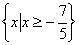 {x|x ≥ -7/5}